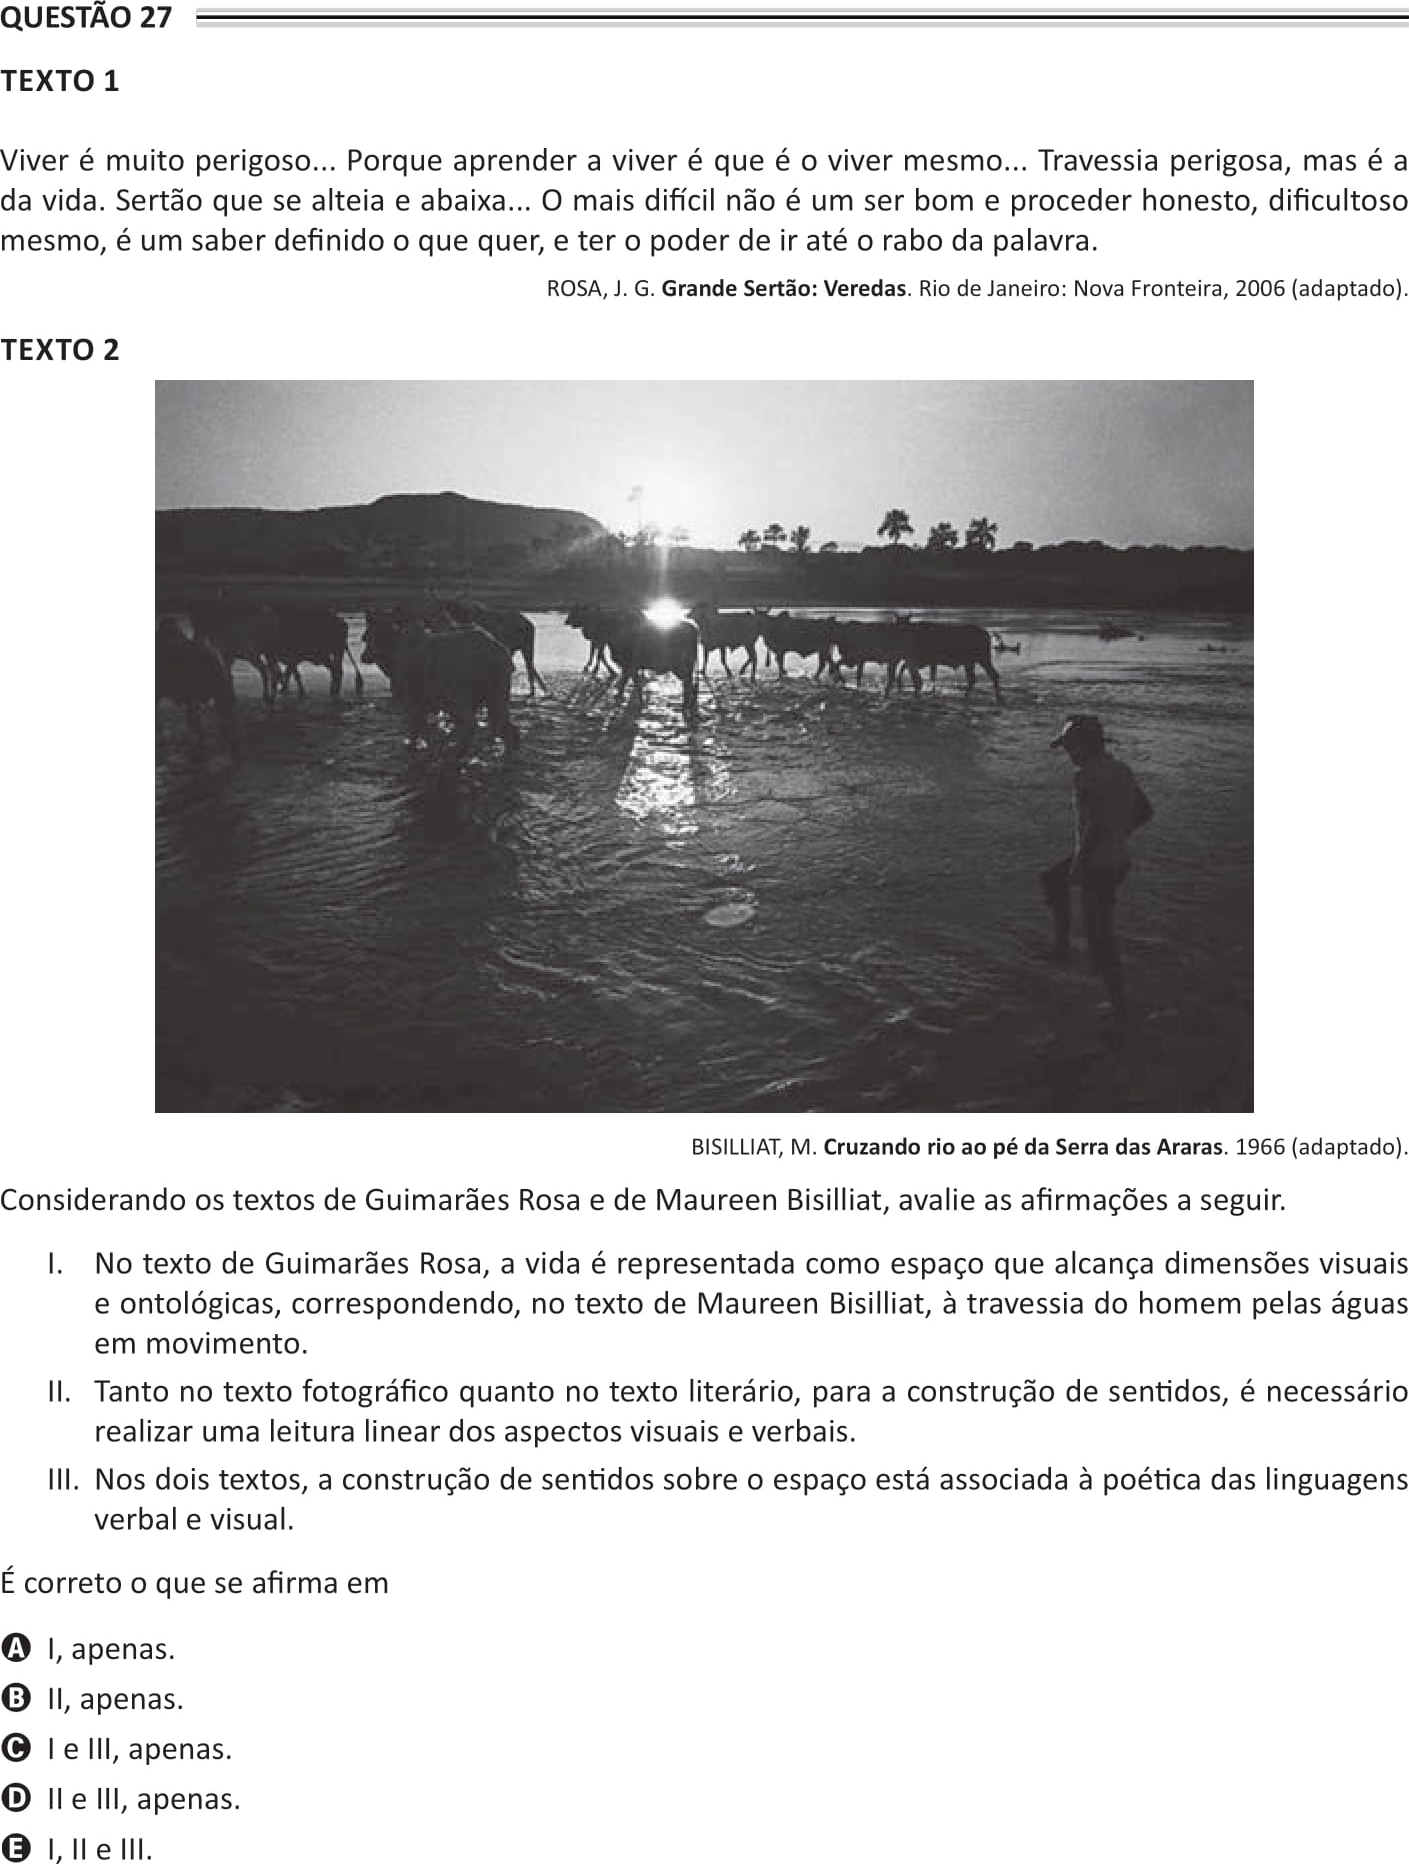 QUESTÃO 27
TEXTO 1
Viver é muito perigoso... Porque aprender a viver é que é o viver mesmo... Travessia perigosa, mas é a
da vida. Sertão que se alteia e abaixa... O mais difícil não é um ser bom e proceder honesto, dificultoso
mesmo, é um saber definido o que quer, e ter o poder de ir até o rabo da palavra.
ROSA, J. G. Grande Sertão: Veredas. Rio de Janeiro: Nova Fronteira, 2006 (adaptado).
TEXTO 2
BISILLIAT, M. Cruzando rio ao pé da Serra das Araras. 1966 (adaptado).
Considerando os textos de Guimarães Rosa e de Maureen Bisilliat, avalie as afirmações a seguir.
I. No texto de Guimarães Rosa, a vida é representada como espaço que alcança dimensões visuais
e ontológicas, correspondendo, no texto de Maureen Bisilliat, à travessia do homem pelas águas
em movimento.
II. Tanto no texto fotográfico quanto no texto literário, para a construção de sentidos, é necessário
realizar uma leitura linear dos aspectos visuais e verbais.
III. Nos dois textos, a construção de sentidos sobre o espaço está associada à poética das linguagens
verbal e visual.
É correto o que se afirma em
A I, apenas.
B II, apenas.
C I e III, apenas.
D II e III, apenas.
E I, II e III.